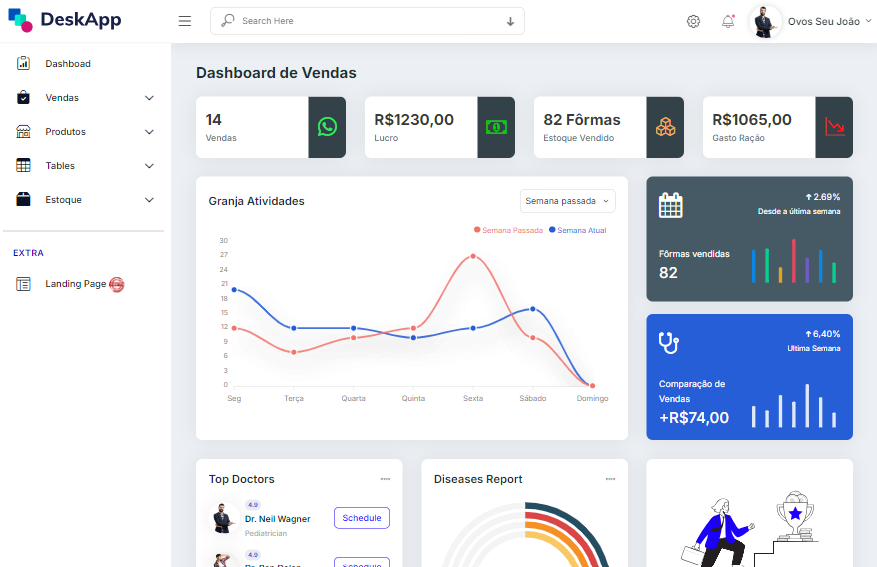 DeskApp
Search Here
Ovos Seu João
Dashboad
Vendas
Produtos
Tables
Estoque
EXTRA
Landing Page
Dashboard de Vendas
14
Vendas
R$1230,00
Lucro
82 Fôrmas
Estoque Vendido
R$1065,00
Gasto Ração
Granja Atividades
Semana passada
Semana Passada
Semana Atual
30
27
24
21
18
15
12
9
6
3
0
Seg
Terça
Quarta
Quinta
Sexta
Sábado
Domingo
2.69%
Desde a última semana
Fôrmas vendidas
82
6,40%
Ultima Semana
Comparação de
Vendas
+R$74,00
Top Doctors
4.9
Dr. Neil Wagner
Pediatrician
Schedule
4.9
Diseases Report